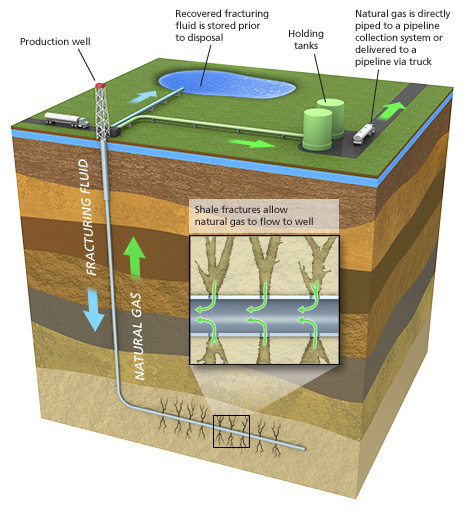 Production well
Recovered fracturing
fluid is stored prior
to disposal
Holding
tanks
Natural gas is directly
piped to a pipeline
collection system or
delivered to a
pipeline via truck
FRACTURING FLUID
NATURAL GAS
Shale fractures allow
natural gas to flow to well